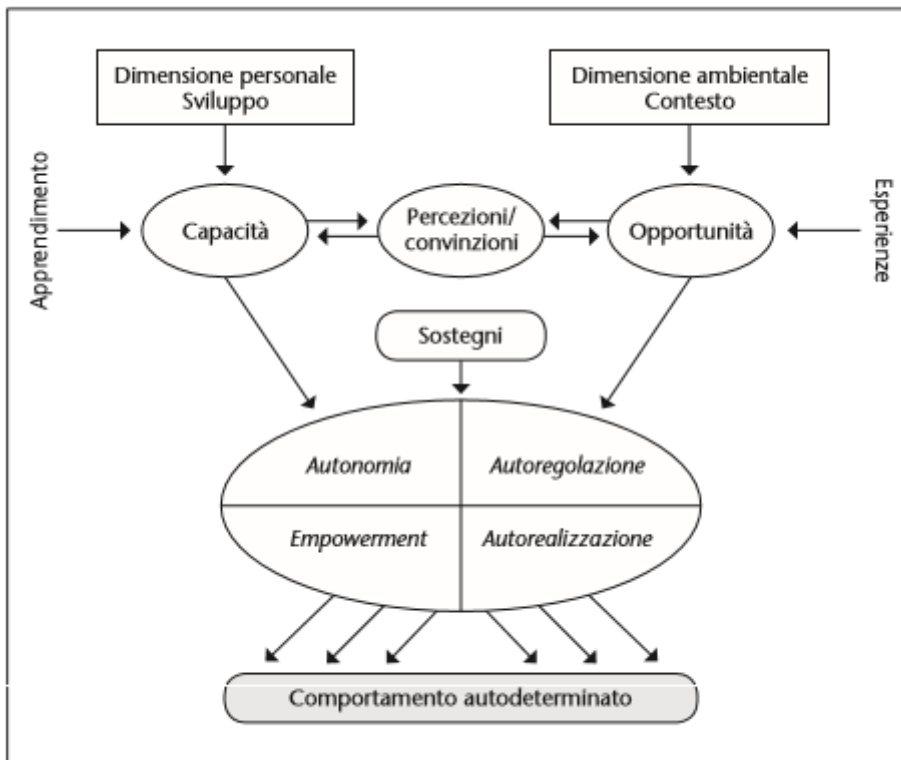 Dimensione personale
Sviluppo
Dimensione ambientale
Contesto
Apprendimento
Capacità
Percezioni/
convinzioni
Opportunità
Esperienze
Sostegni
Autonomia
Autoregolazione
Empowerment
Autorealizzazione
Comportamento autodeterminato